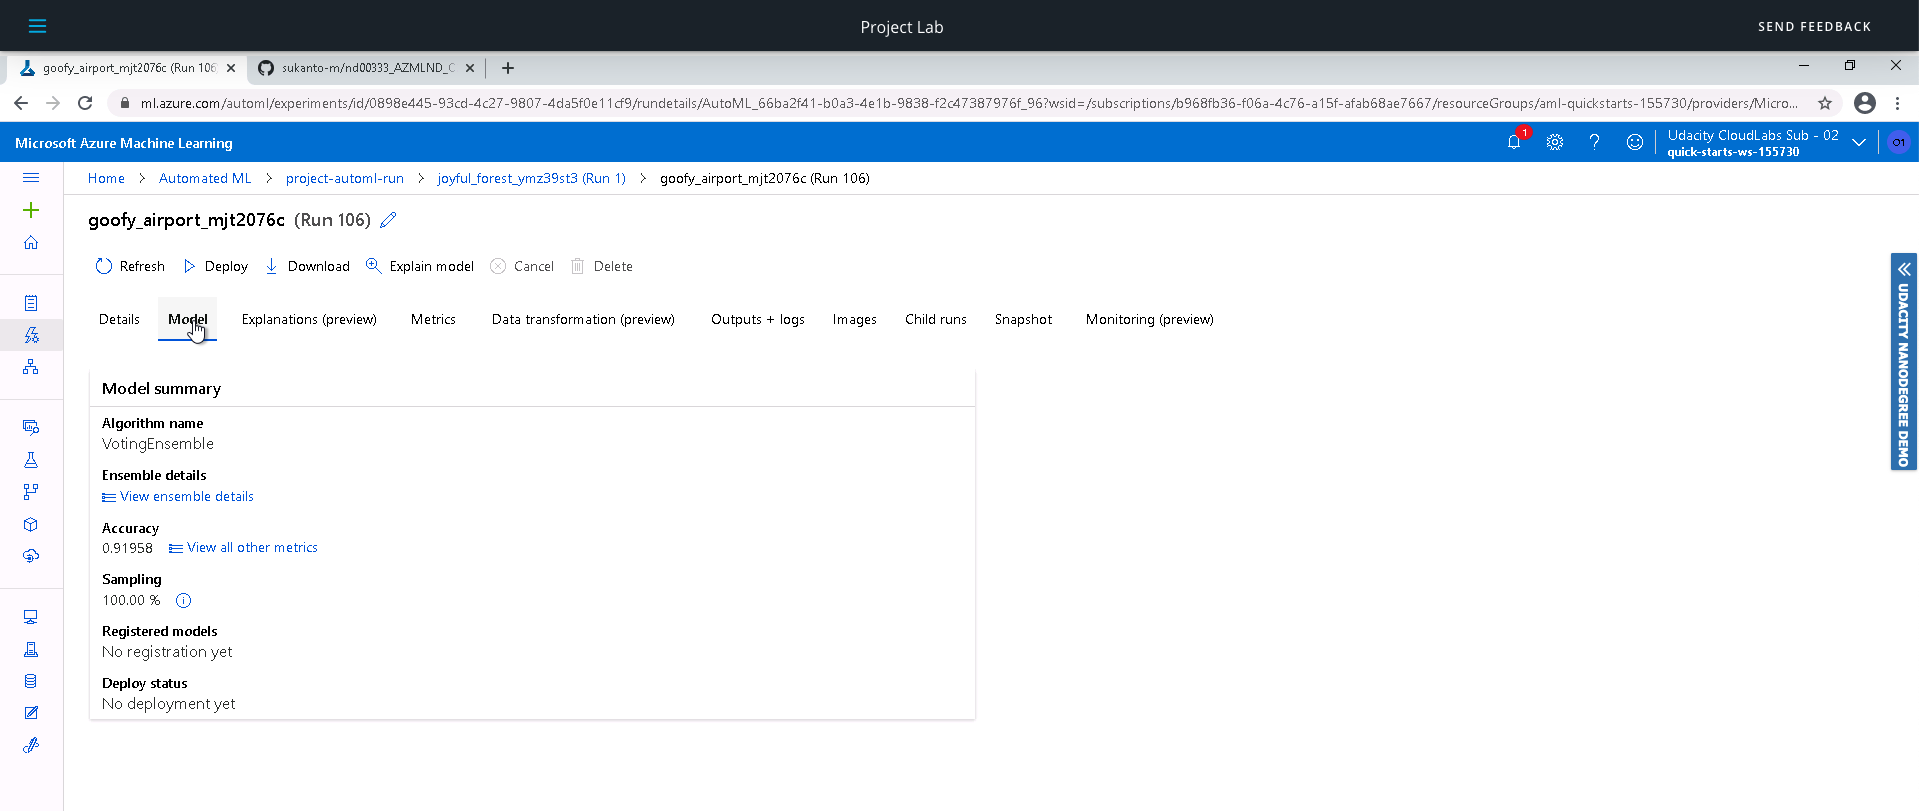 Project Lab
SEND FEEDBACK
goofy_airport_mjt2076c (Run 106
sukanto-m/nd00333_AZMLND_C
ml.azure.com/automl/experiments/id/0898e445-93cd-4c27-9807-4da5f0e11cf9/rundetails/AutoML_66ba2f41-b0a3-4e1b-9838-f2c47387976f_96?wsid=/subscriptions/b968fb36-f06a-4c76-a15f-afab68ae7667/resourceGroups/aml-quickstarts-155730/providers/Micro...
Microsoft Azure Machine Learning
1
Udacity CloudLabs Sub - 02
quick-starts-ws-155730
O1
Home > Automated ML > project-automl-run > joyful_forest_ymz39st3 (Run 1) > goofy_airport_mjt2076c (Run 106)
goofy_airport_mjt2076c (Run 106)
Refresh Deploy Download Explain model Cancel Delete
Details Model Explanations (preview) Metrics Data transformation (preview) Outputs + logs Images Child runs Snapshot Monitoring (preview)
UDACITY NANODEGREE DEMO
Model summary
Algorithm name
VotingEnsemble
Ensemble details
View ensemble details
Accuracy
0.91958 View all other metrics
Sampling
100.00 %
Registered models
No registration yet
Deploy status
No deployment yet